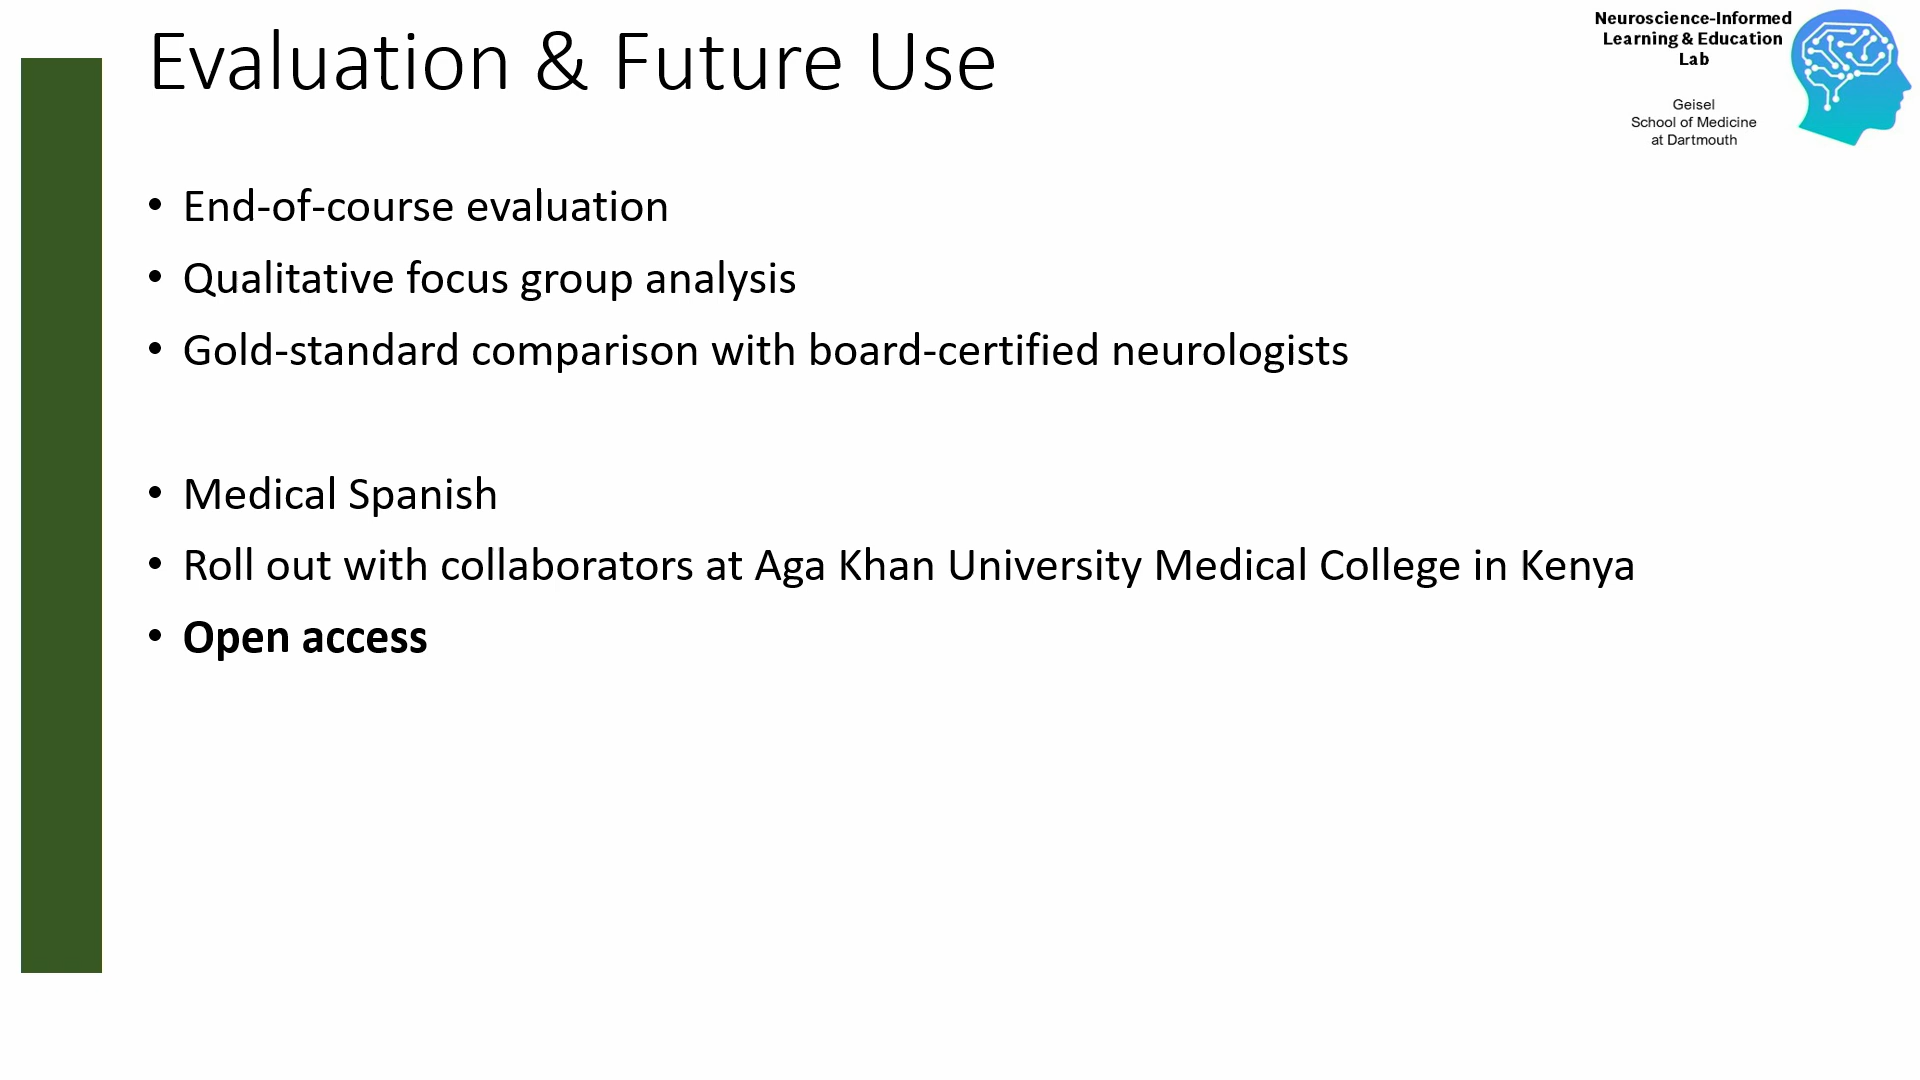 Evaluation & Future Use
Neuroscience-Informed
Learning & Education
Lab
Geisel
School of Medicine
at Dartmouth
• End-of-course evaluation
• Qualitative focus group analysis
• Gold-standard comparison with board-certified neurologists
• Medical Spanish
• Roll out with collaborators at Aga Khan University Medical College in Kenya
• Open access